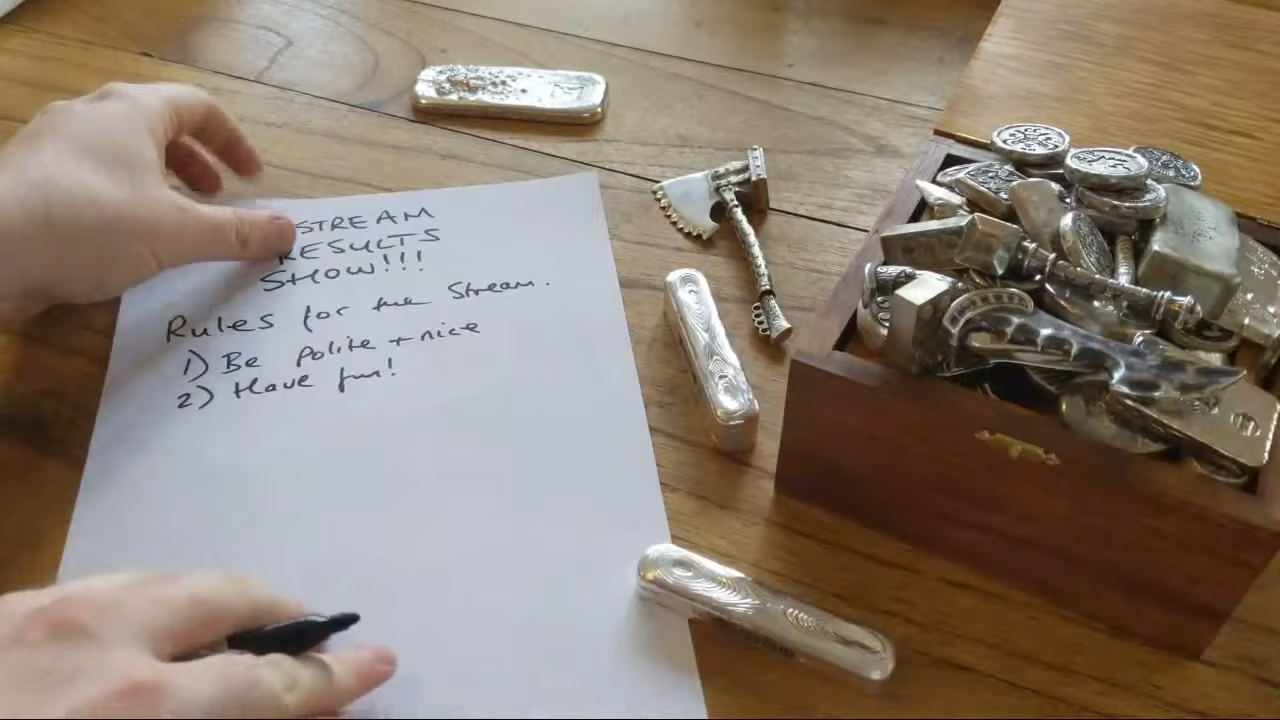 STREAM
RESULTS
SHOW!!!
Rules for the Stream.
1) Be Polite + nice
2) Have fun!